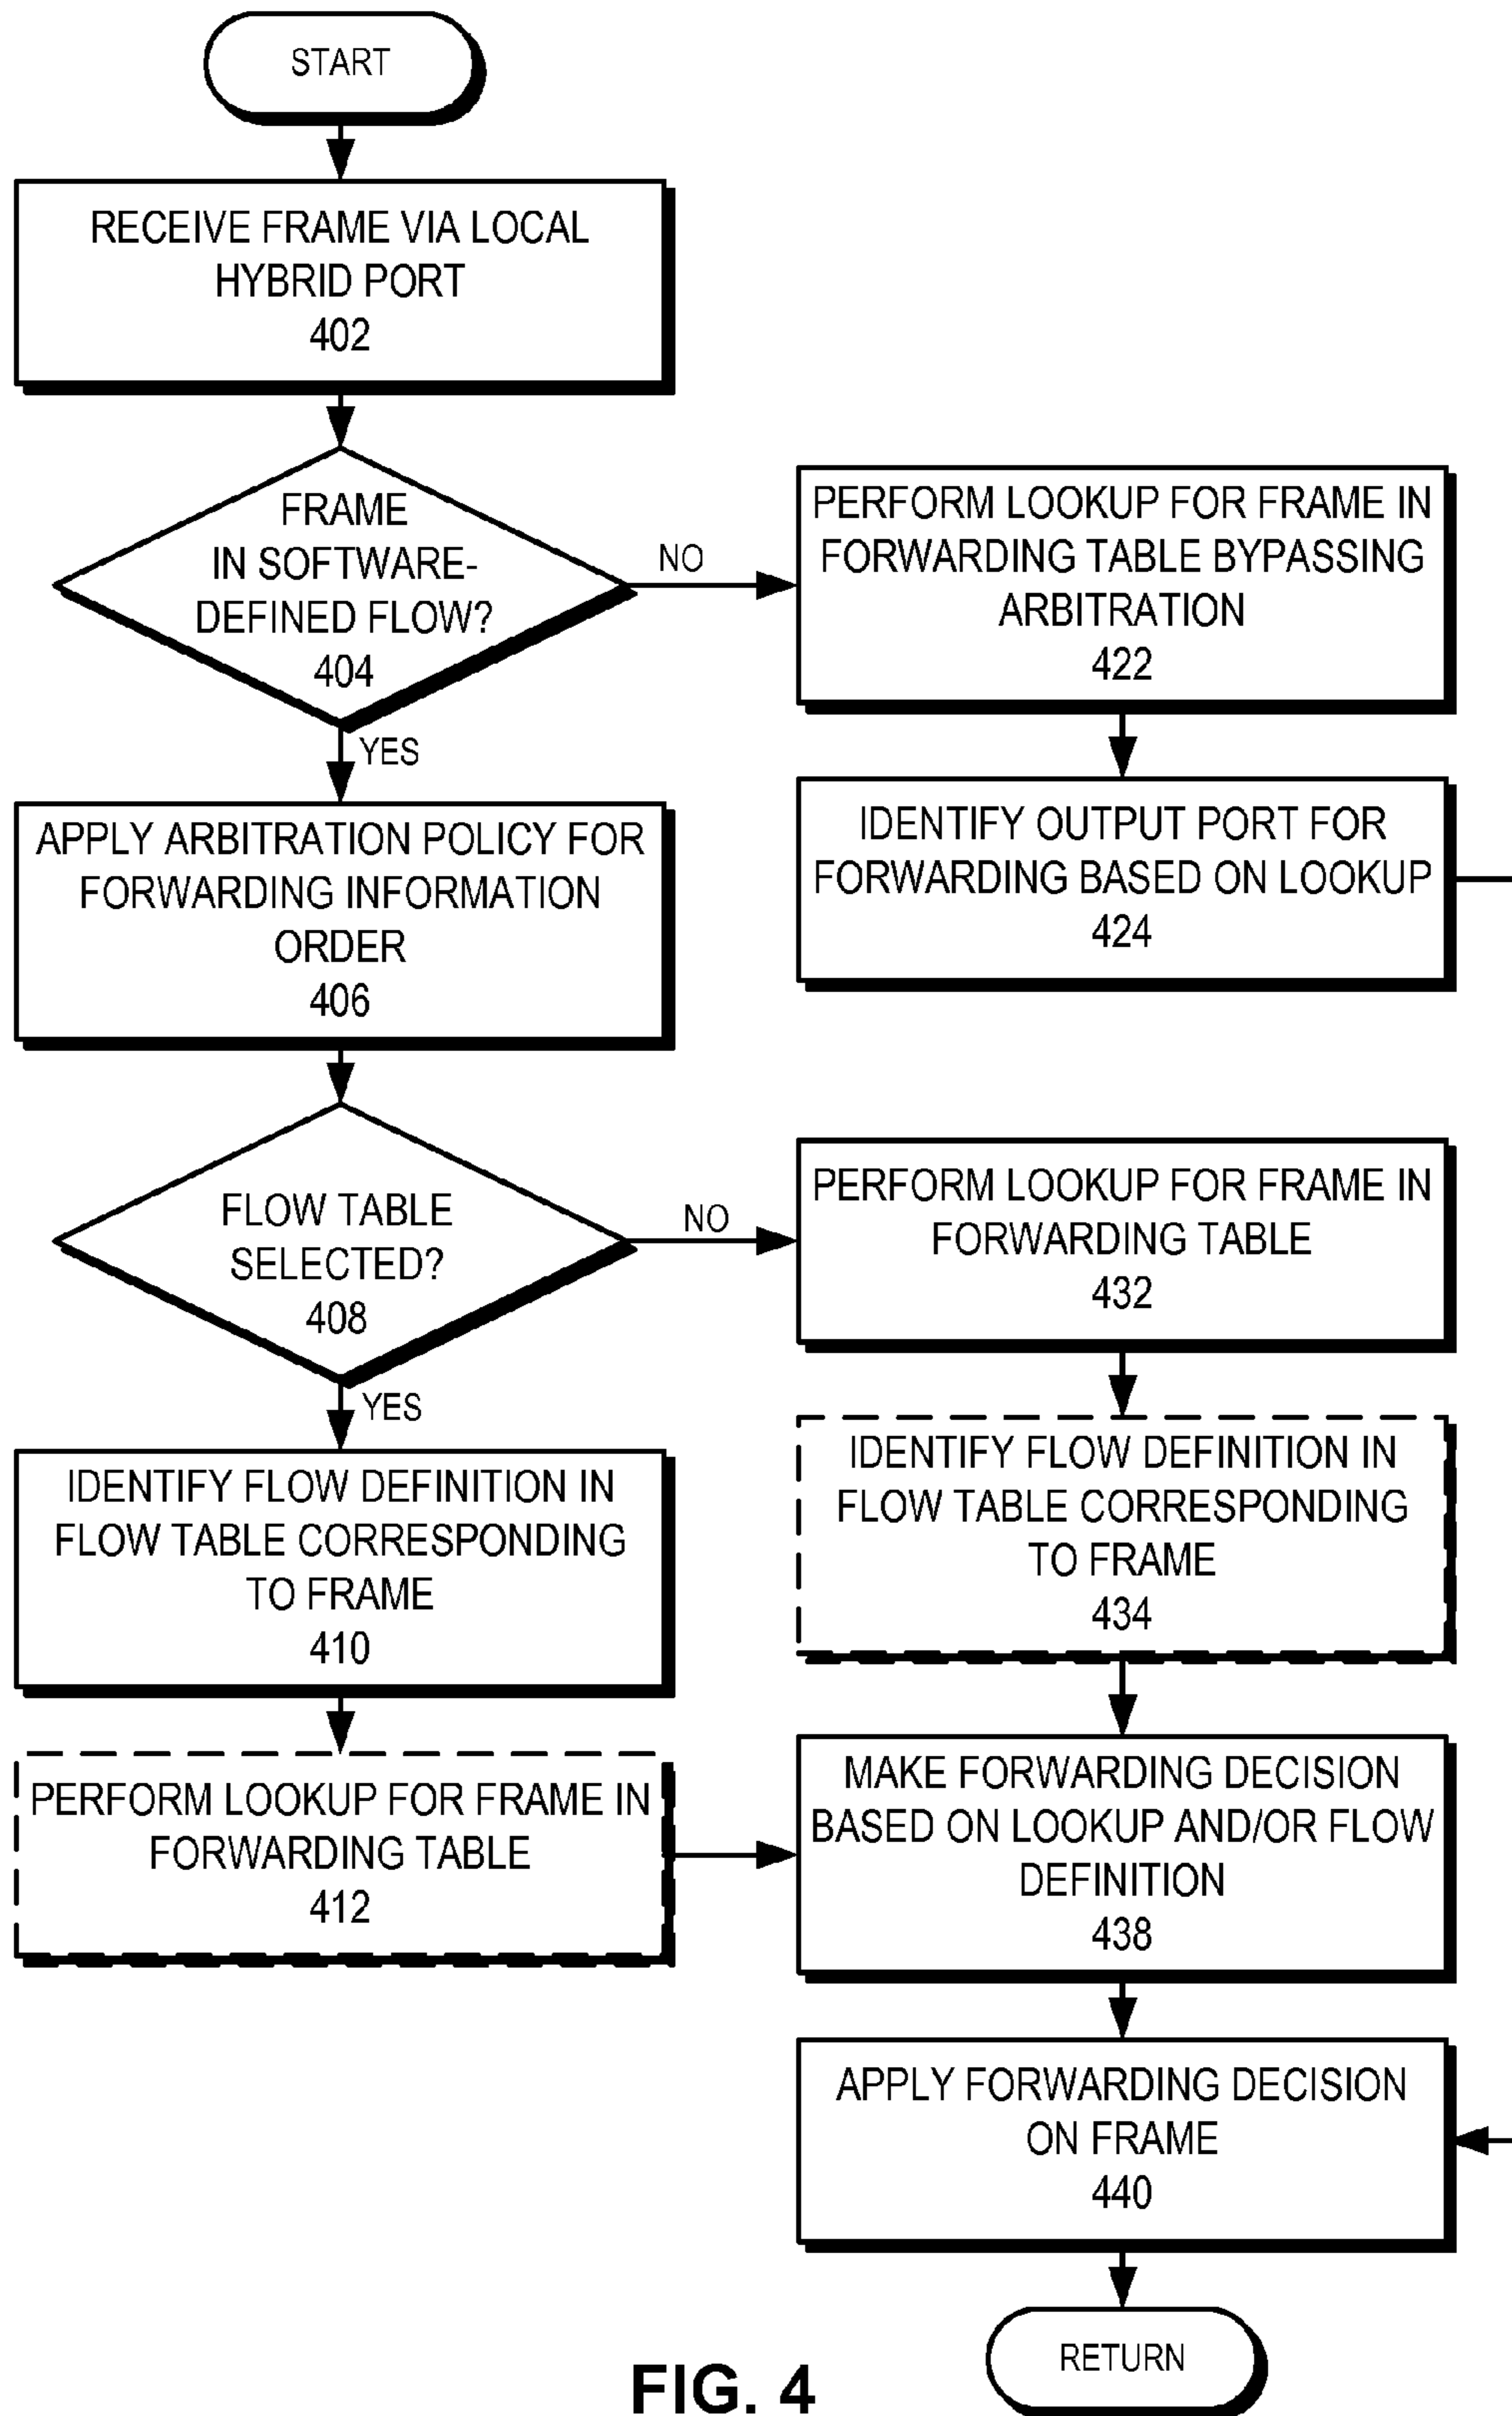 START
RECEIVE FRAME VIA LOCAL
HYBRID PORT
402
FRAME
IN SOFTWARE-
DEFINED FLOW?
404
NO
PERFORM LOOKUP FOR FRAME IN
FORWARDING TABLE BYPASSING
ARBITRATION
422
YES
IDENTIFY OUTPUT PORT FOR
FORWARDING BASED ON LOOKUP
424
APPLY ARBITRATION POLICY FOR
FORWARDING INFORMATION
ORDER
406
FLOW TABLE
SELECTED?
408
NO
PERFORM LOOKUP FOR FRAME IN
FORWARDING TABLE
432
YES
IDENTIFY FLOW DEFINITION IN
FLOW TABLE CORRESPONDING
TO FRAME
410
IDENTIFY FLOW DEFINITION IN
FLOW TABLE CORRESPONDING
TO FRAME
434
PERFORM LOOKUP FOR FRAME IN
FORWARDING TABLE
412
MAKE FORWARDING DECISION
BASED ON LOOKUP AND/OR FLOW
DEFINITION
438
APPLY FORWARDING DECISION
ON FRAME
440
RETURN
FIG. 4